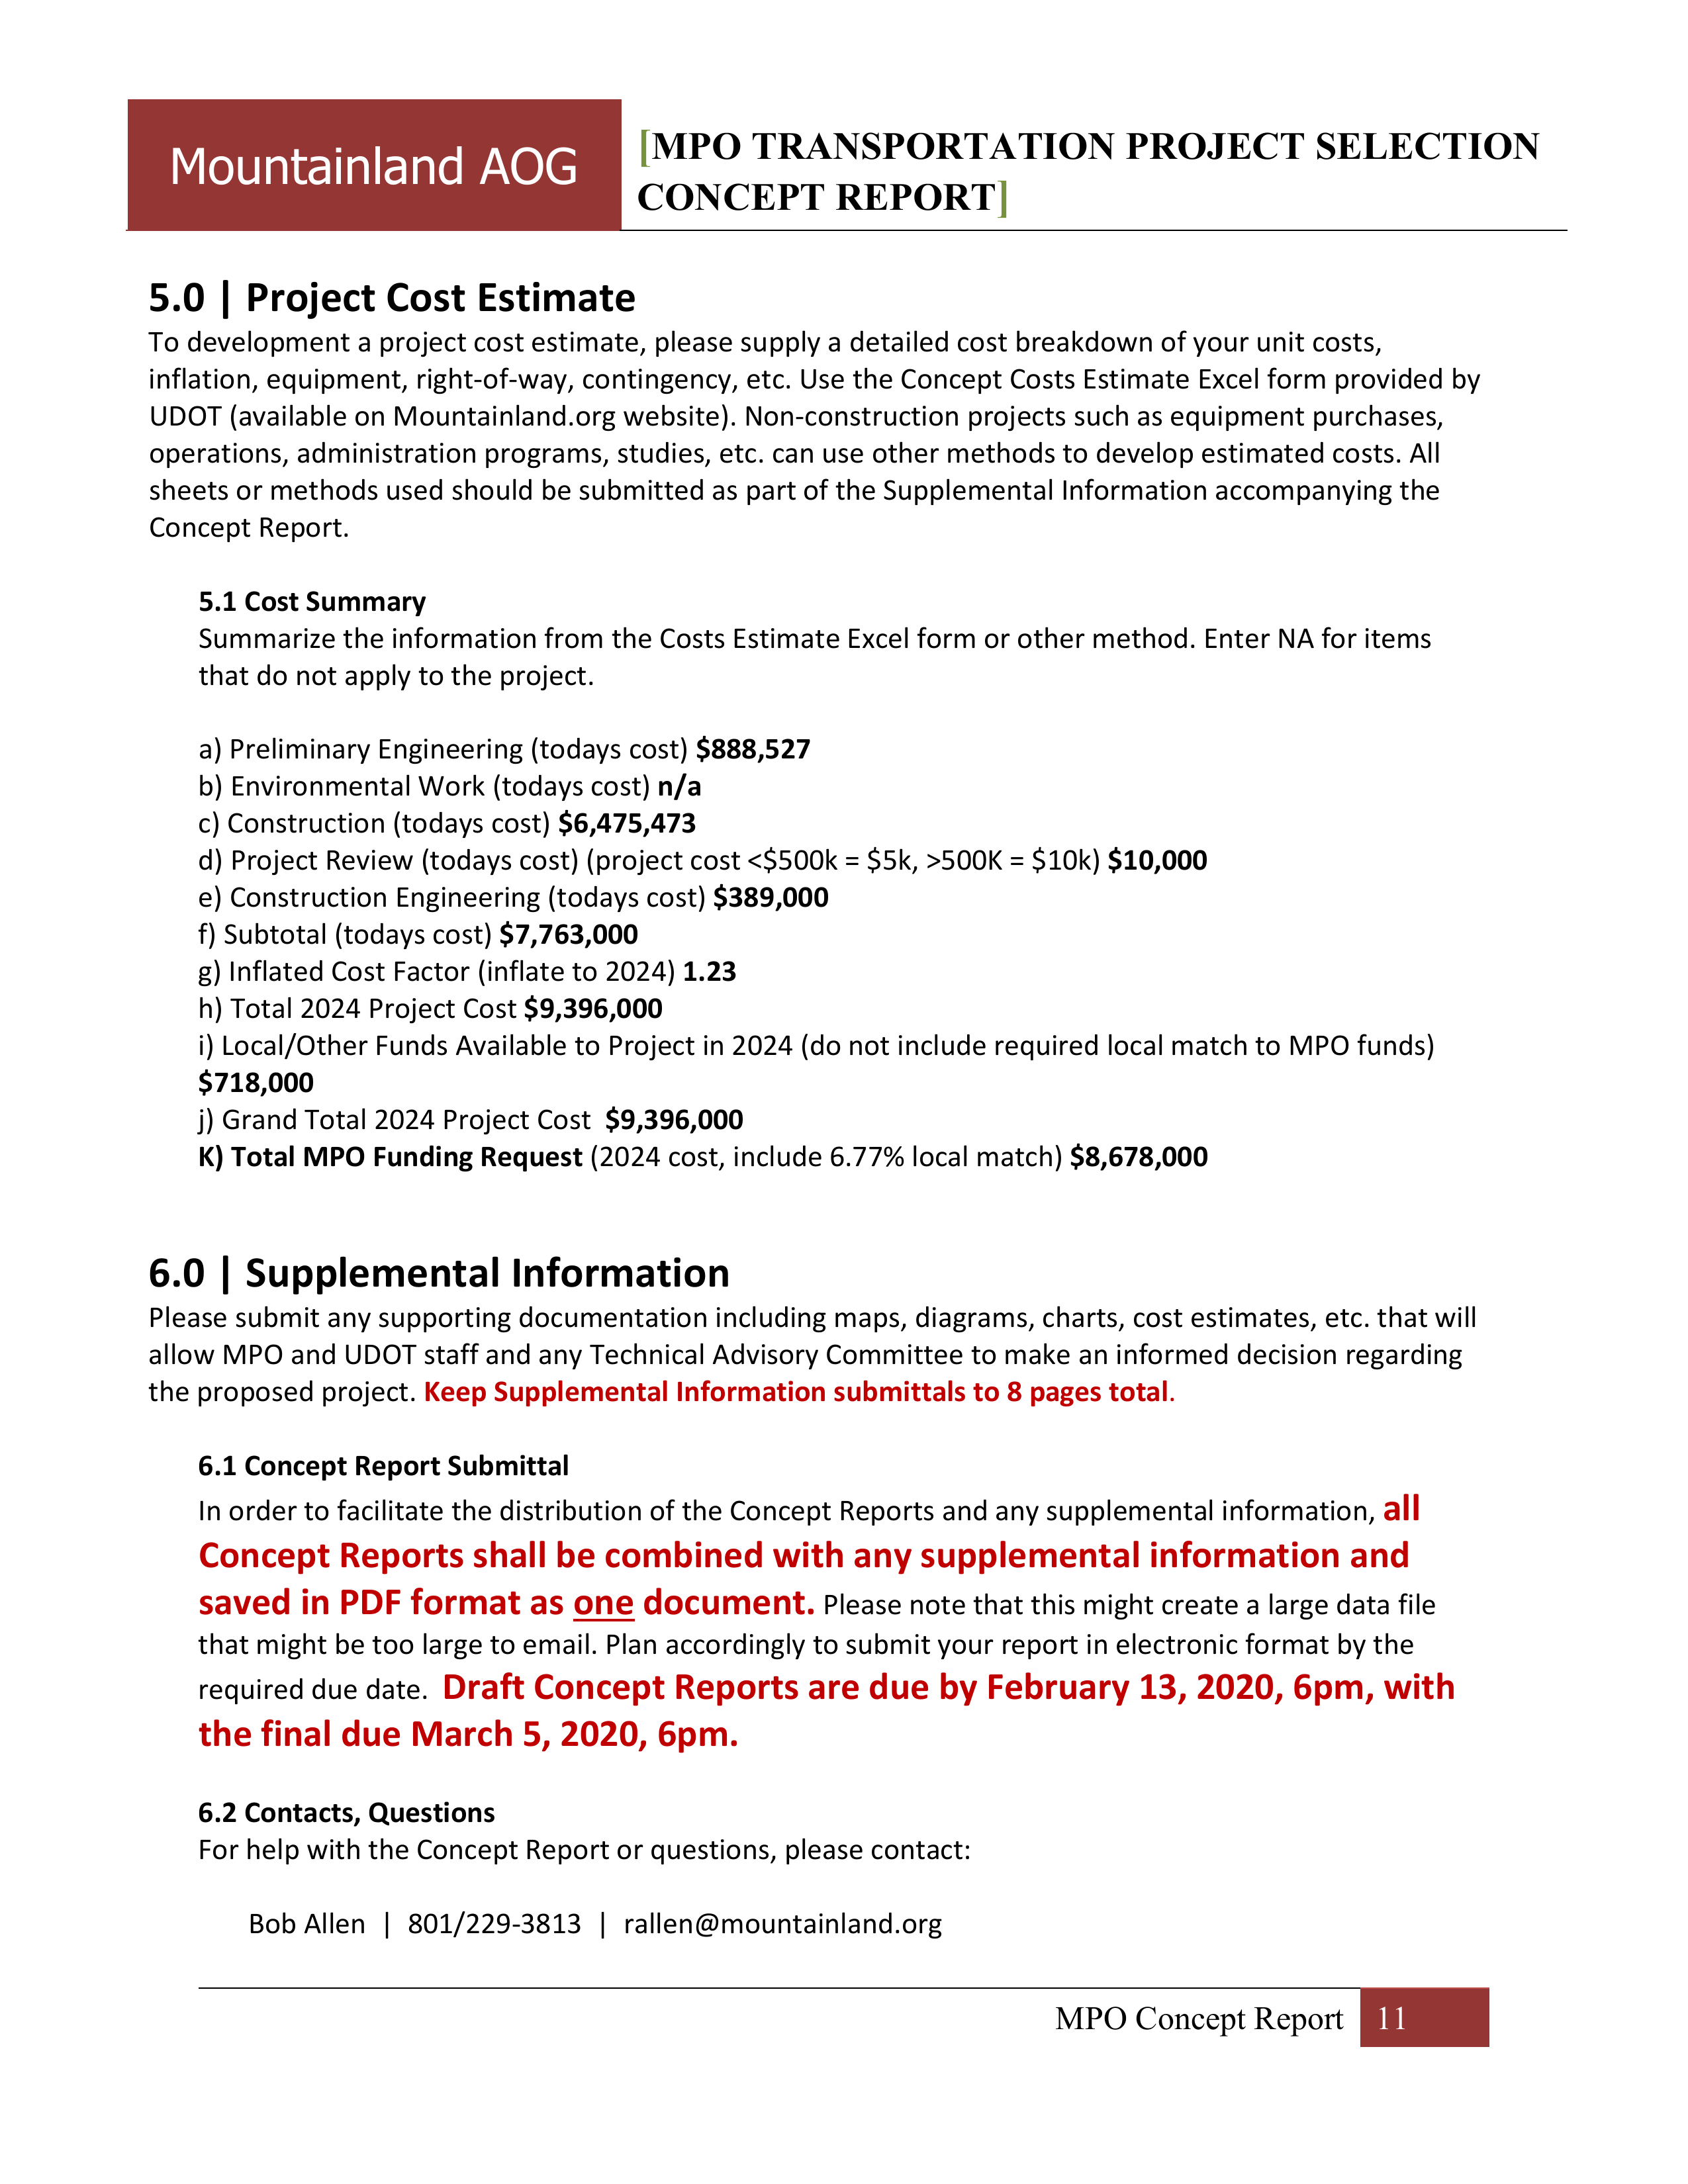 Mountainland AOG
[MPO TRANSPORTATION PROJECT SELECTION
CONCEPT REPORT]
5.0 | Project Cost Estimate
To development a project cost estimate, please supply a detailed cost breakdown of your unit costs,
inflation, equipment, right-of-way, contingency, etc. Use the Concept Costs Estimate Excel form provided by
UDOT (available on Mountainland.org website). Non-construction projects such as equipment purchases,
operations, administration programs, studies, etc. can use other methods to develop estimated costs. All
sheets or methods used should be submitted as part of the Supplemental Information accompanying the
Concept Report.
5.1 Cost Summary
Summarize the information from the Costs Estimate Excel form or other method. Enter NA for items
that do not apply to the project.
a) Preliminary Engineering (todays cost) $888,527
b) Environmental Work (todays cost) n/a
c) Construction (todays cost) $6,475,473
d) Project Review (todays cost) (project cost <$500k = $5k, >500K = $10k) $10,000
e) Construction Engineering (todays cost) $389,000
f) Subtotal (todays cost) $7,763,000
g) Inflated Cost Factor (inflate to 2024) 1.23
h) Total 2024 Project Cost $9,396,000
i) Local/Other Funds Available to Project in 2024 (do not include required local match to MPO funds)
$718,000
j) Grand Total 2024 Project Cost  $9,396,000
K) Total MPO Funding Request (2024 cost, include 6.77% local match) $8,678,000
6.0 | Supplemental Information
Please submit any supporting documentation including maps, diagrams, charts, cost estimates, etc. that will
allow MPO and UDOT staff and any Technical Advisory Committee to make an informed decision regarding
the proposed project. Keep Supplemental Information submittals to 8 pages total.
6.1 Concept Report Submittal
In order to facilitate the distribution of the Concept Reports and any supplemental information, all
Concept Reports shall be combined with any supplemental information and
saved in PDF format as one document. Please note that this might create a large data file
that might be too large to email. Plan accordingly to submit your report in electronic format by the
required due date.  Draft Concept Reports are due by February 13, 2020, 6pm, with
the final due March 5, 2020, 6pm.
6.2 Contacts, Questions
For help with the Concept Report or questions, please contact:
Bob Allen | 801/229-3813 | rallen@mountainland.org
MPO Concept Report 11